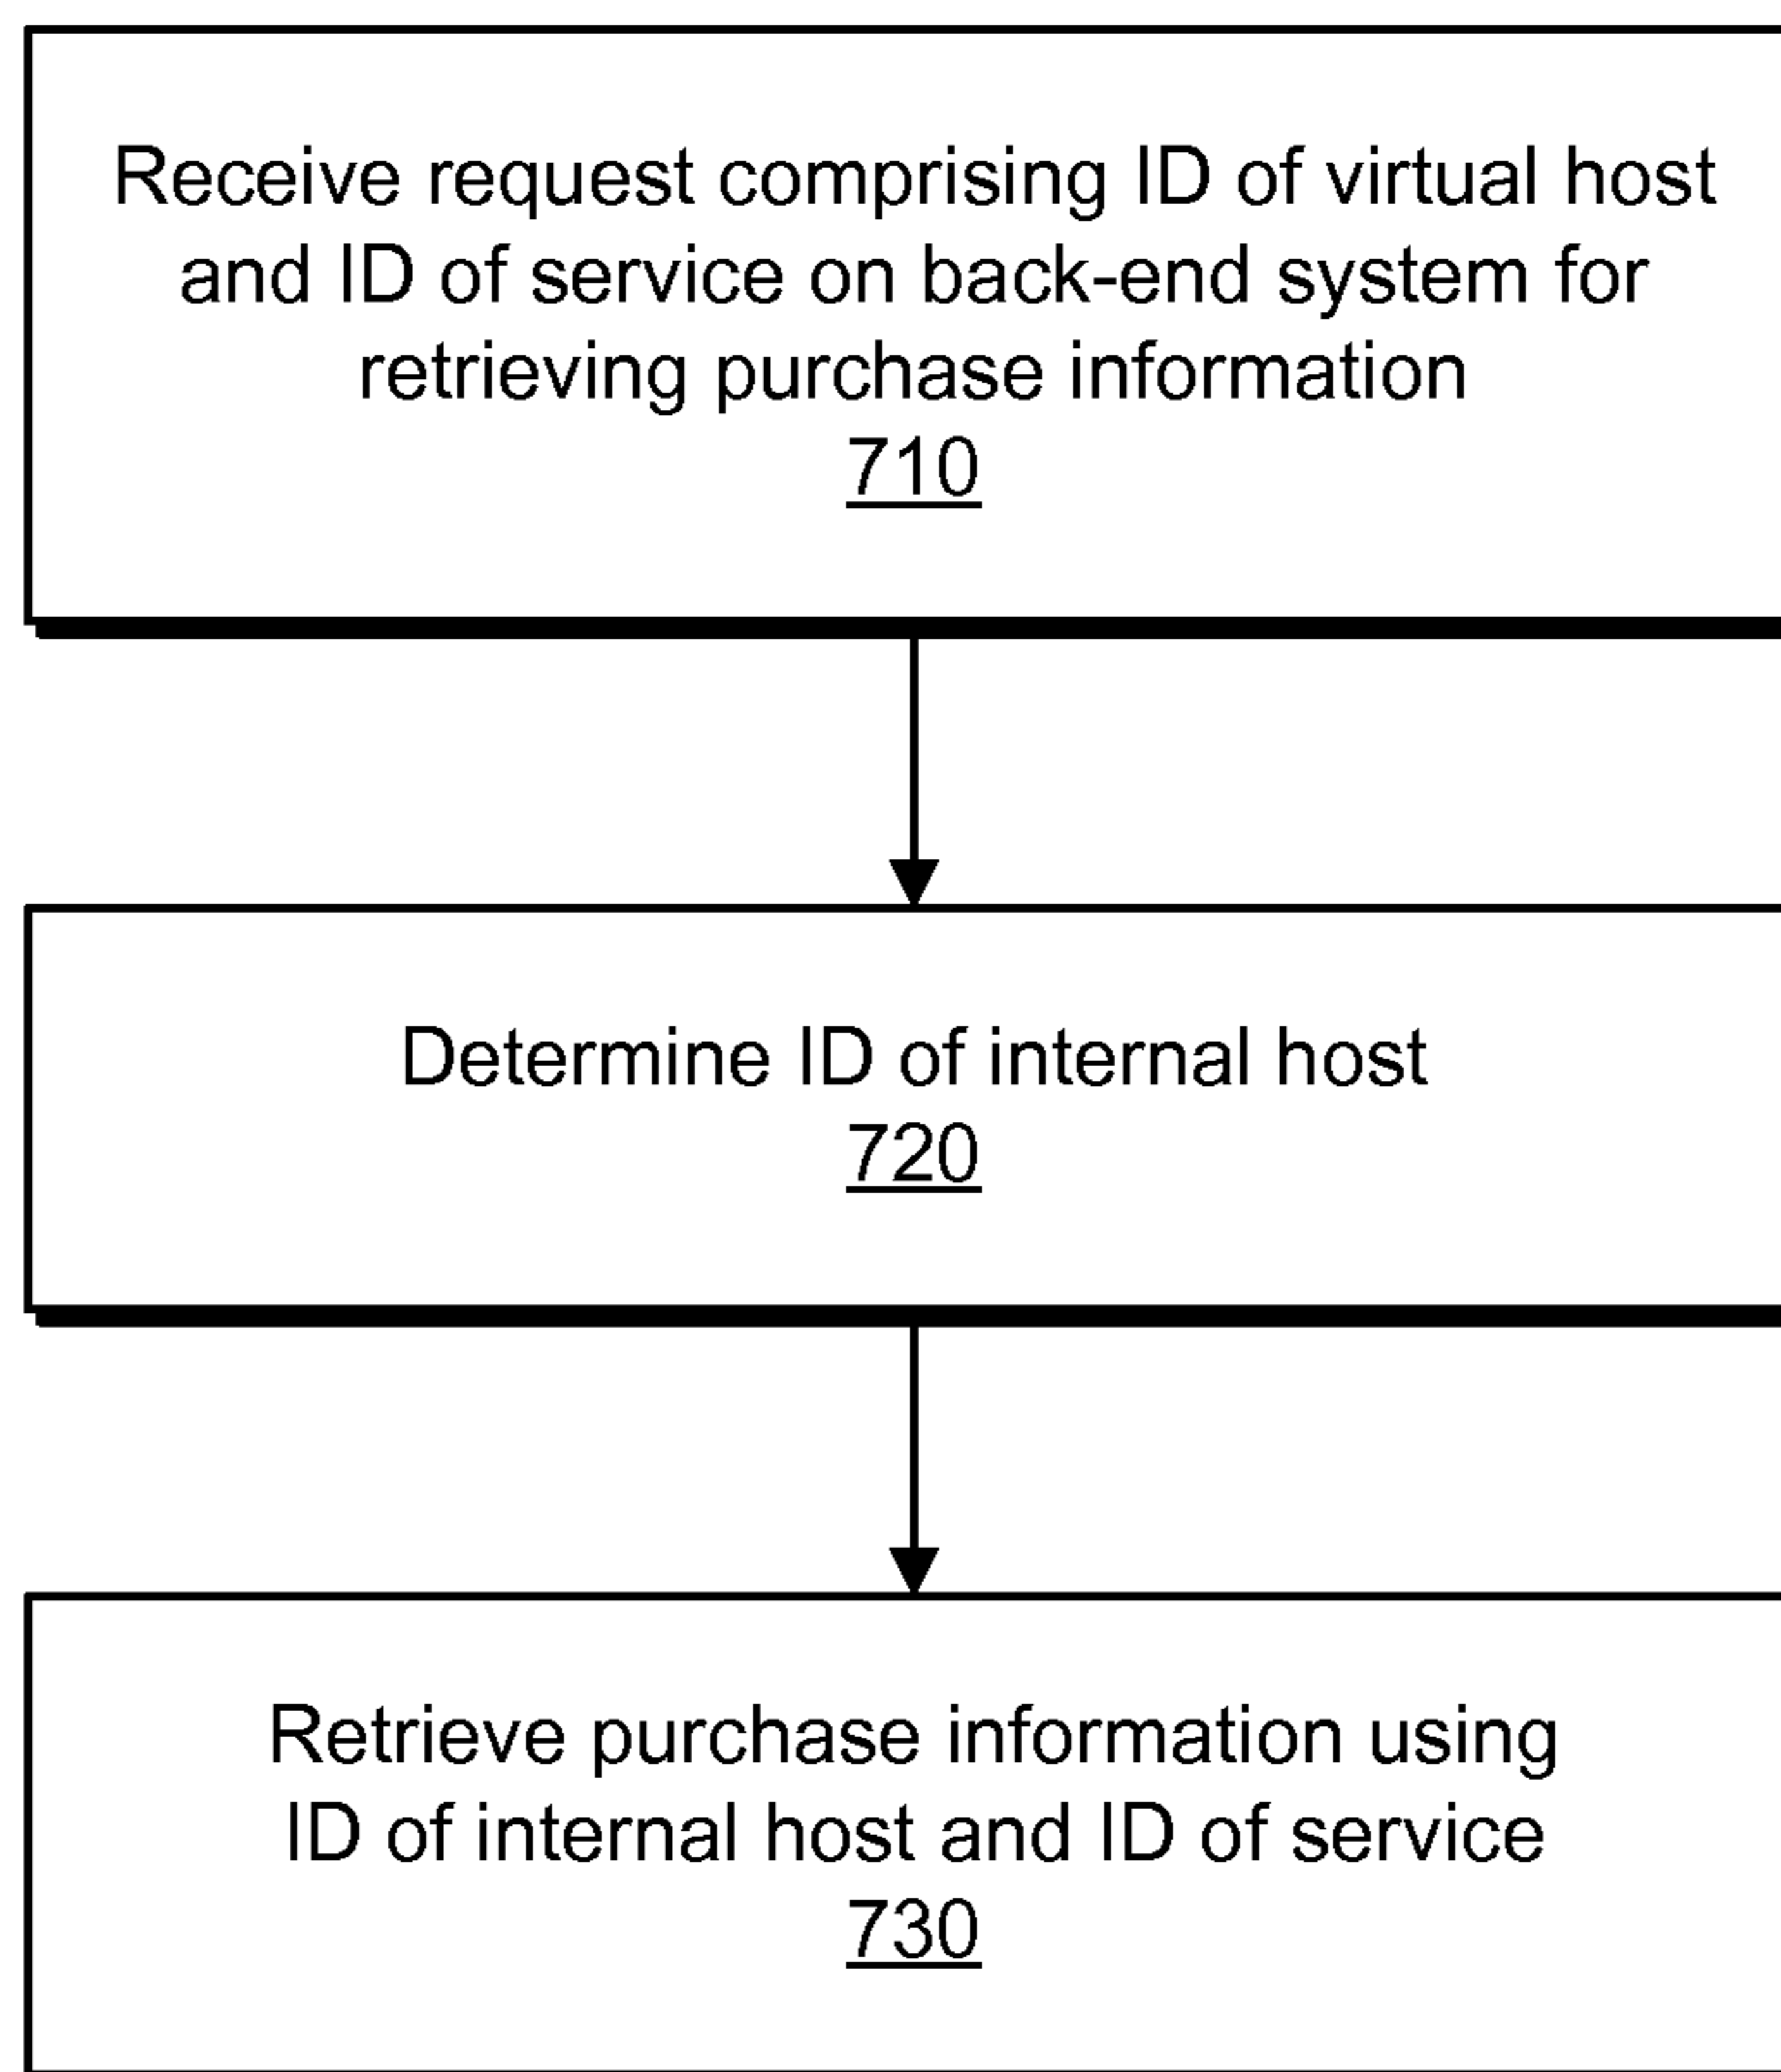 Receive request comprising ID of virtual host
and ID of service on back-end system for
retrieving purchase information
710
Determine ID of internal host
720
Retrieve purchase information using
ID of internal host and ID of service
730